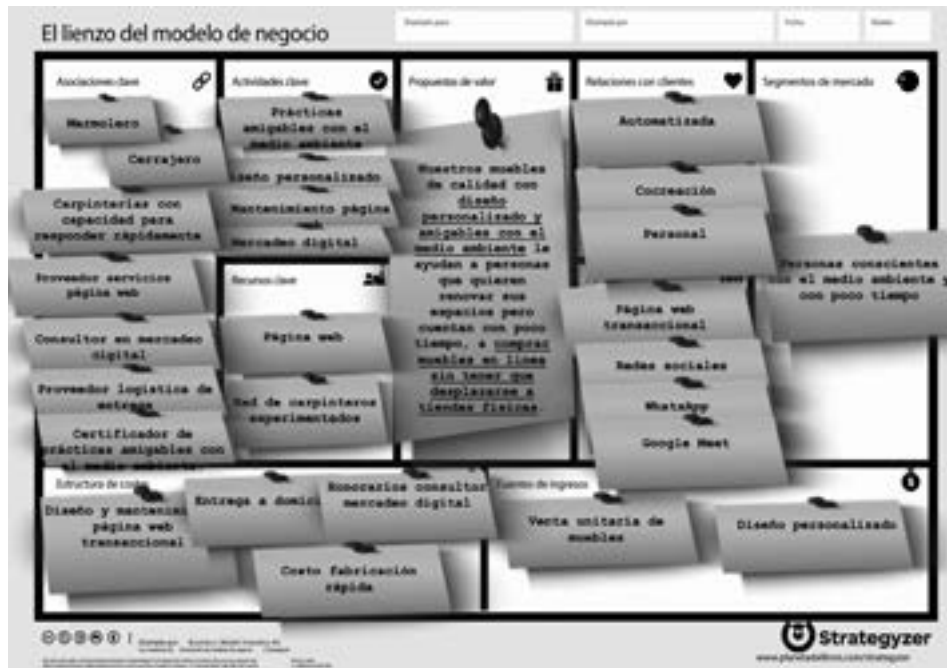 El lienzo del modelo de negocio
Asociaciones clave
Marmolero
Cerrajero
Carpinterías con
capacidad para
responder rápidamente
Proveedor servicios
página web
Consultor en mercadeo
digital
Proveedor logística de
entrega
Certificador de
prácticas amigables con
el medio ambiente.
Actividades clave
Prácticas
amigables con el
medio ambiente
iseño personalizado
Mantenimiento página
Mercadeo digital
Recursos clave
Página web
Red de carpinteros
experimentados
Propuestas de valor
Nuestros muebles
de calidad con
diseño
personalizado y
amigables con el
medio ambiente le
ayudan a personas
que quieren
renovar sus
espacios pero
cuentan con poco
tiempo, a comprar
muebles en línea
sin tener que
desplazarse a
tiendas físicas.
Relaciones con clientes
Automatizada
Cocreación
Personal
Página web
transaccional
Redes sociales
WhatsApp
Google Meet
Segmentos de mercado
Personas conscientes
con el medio ambiente y
con poco tiempo
Estructura de costes
Diseño y manteni
página web
transaccional
Entrega a domici
Honorarios consultor
mercadeo digital
Costo fabricación
rápida
Fuentes de ingresos
Venta unitaria de
muebles
Diseño personalizado
Strategyzer
www.planetadelibros.com/strategyzer